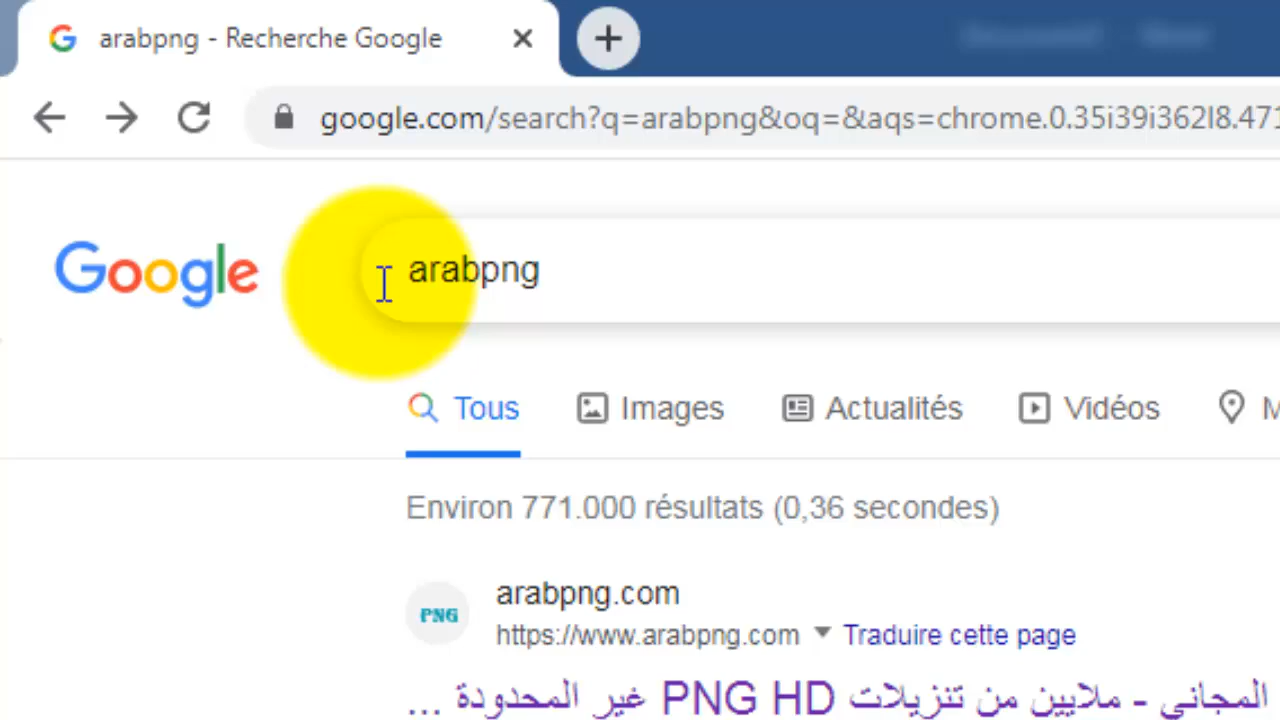 arabpng - Recherche Google
google.com/search?q=arabpng&oq=&aqs=chrome.0.35i39i362l8.471
Google
arabpng
Tous Images Actualités Vidéos M
Environ 771.000 résultats (0,36 secondes)
PNG
arabpng.com
https://www.arabpng.com Traduire cette page
المجاني - ملايين من تنزيلات PNG HD غير المحدودة ...